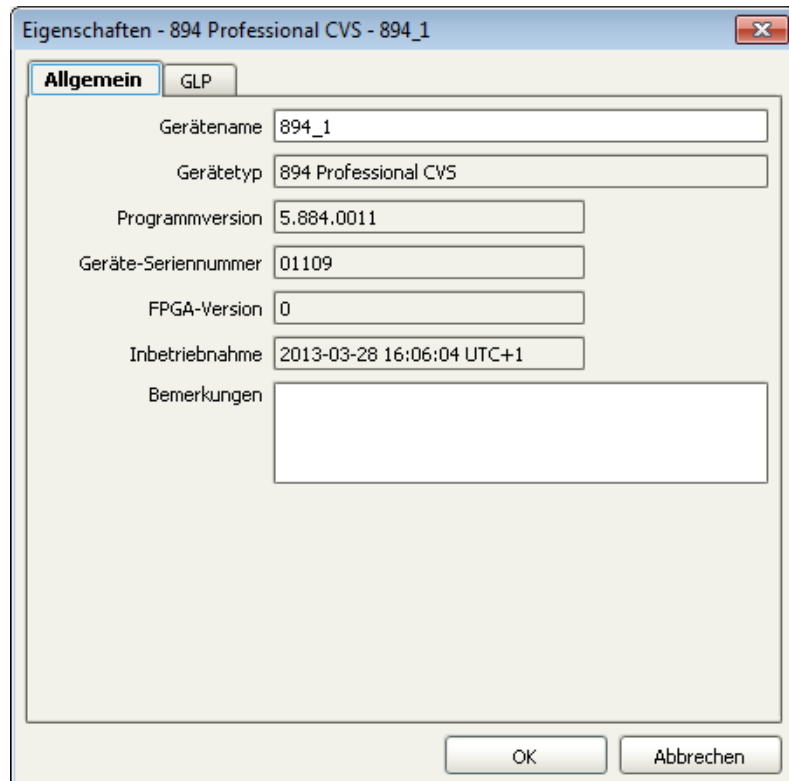 Eigenschaften - 894 Professional CVS - 894_1
Allgemein GLP
Gerätename 894_1
Gerätetyp 894 Professional CVS
Programmversion 5.884.0011
Geräte-Seriennummer 01109
FPGA-Version 0
Inbetriebnahme 2013-03-28 16:06:04 UTC+1
Bemerkungen
OK Abbrechen